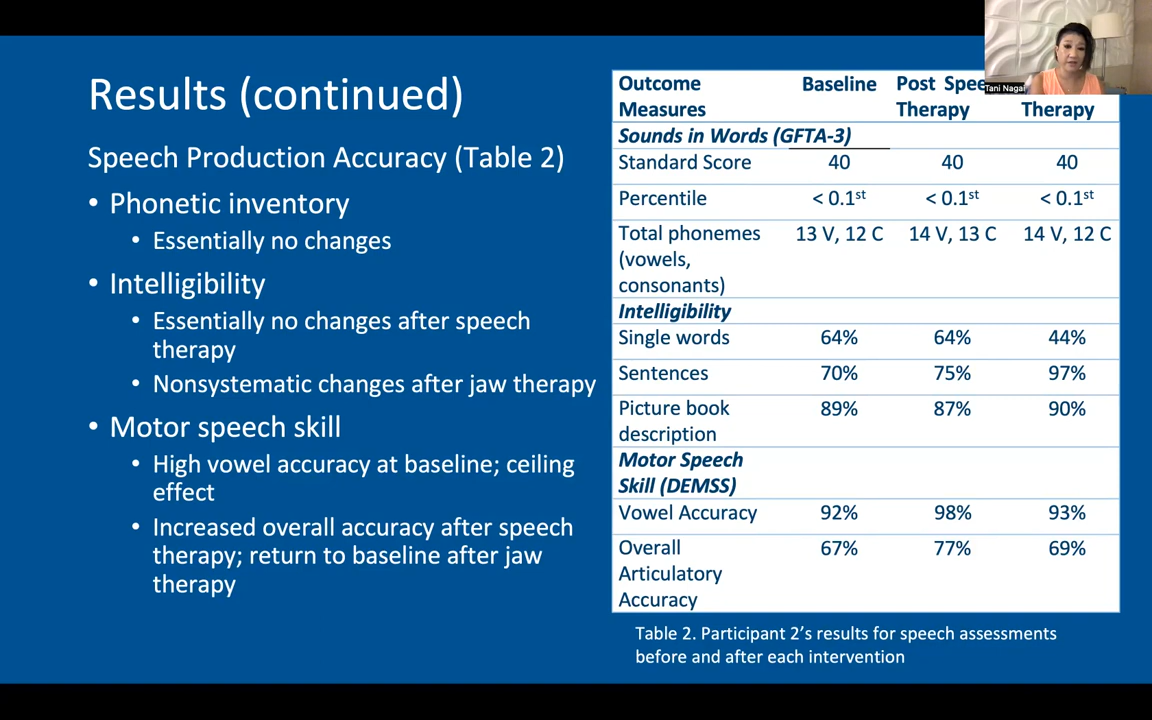 Results (continued)
Speech Production Accuracy (Table 2)
• Phonetic inventory
• Essentially no changes
• Intelligibility
• Essentially no changes after speech
therapy
• Nonsystematic changes after jaw therapy
• Motor speech skill
• High vowel accuracy at baseline; ceiling
effect
• Increased overall accuracy after speech
therapy; return to baseline after jaw
therapy
Tani Nagai
Outcome Baseline Post
Measures Therapy Therapy
Sounds in Words (GFTA-3)
Standard Score 40 40 40
Percentile < 0.1st < 0.1st < 0.1st
Total phonemes 13 V, 12 C 14 V, 13 C 14 V, 12 C
(vowels,
consonants)
Intelligibility
Single words 64% 64% 44%
Sentences 70% 75% 97%
Picture book 89% 87% 90%
description
Motor Speech
Skill (DEMSS)
Vowel Accuracy 92% 98% 93%
Overall 67% 77% 69%
Articulatory
Accuracy
Table 2. Participant 2’s results for speech assessments
before and after each intervention